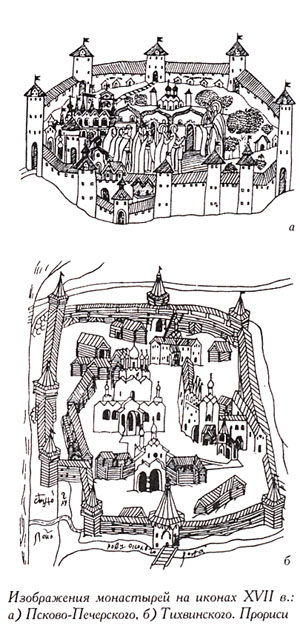 а
б
Изображения монастырей на иконах XVII в.:
а) Псково-Печерского, б) Тихвинского. Прориси